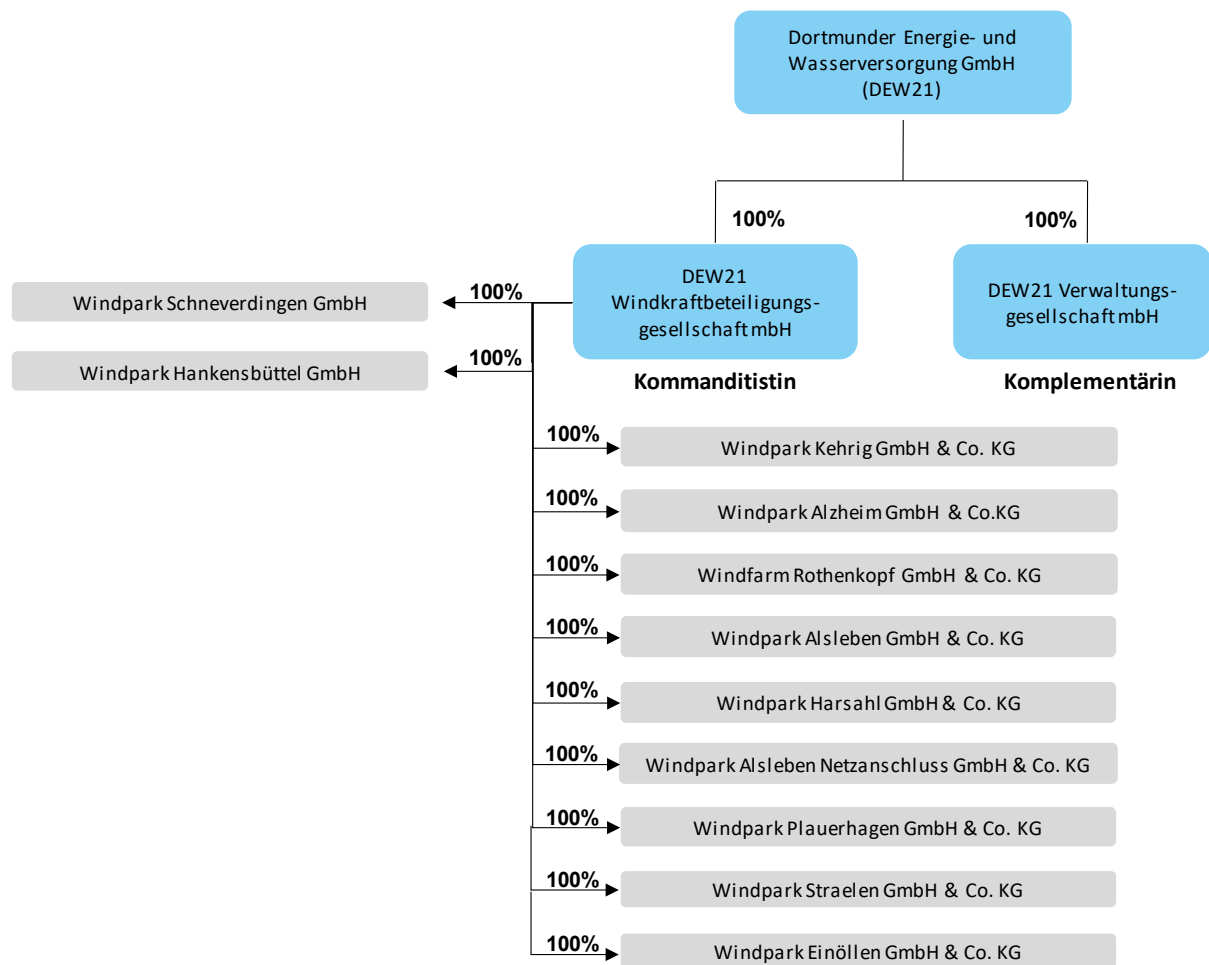 Dortmunder Energie- und
Wasserversorgung GmbH
(DEW21)
100%
100%
DEW21
Windkraftbeteiligungs-
gesellschaft mbH
DEW21 Verwaltungs-
gesellschaft mbH
Kommanditistin
Komplementärin
100%
Windpark Schneverdingen GmbH
100%
Windpark Hankensbüttel GmbH
100%
Windpark Kehrig GmbH & Co. KG
100%
Windpark Alzheim GmbH & Co.KG
100%
Windfarm Rothenkopf GmbH & Co. KG
100%
Windpark Alsleben GmbH & Co. KG
100%
Windpark Harsahl GmbH & Co. KG
100%
Windpark Alsleben Netzanschluss GmbH & Co. KG
100%
Windpark Plauerhagen GmbH & Co. KG
100%
Windpark Straelen GmbH & Co. KG
100%
Windpark Einöllen GmbH & Co. KG